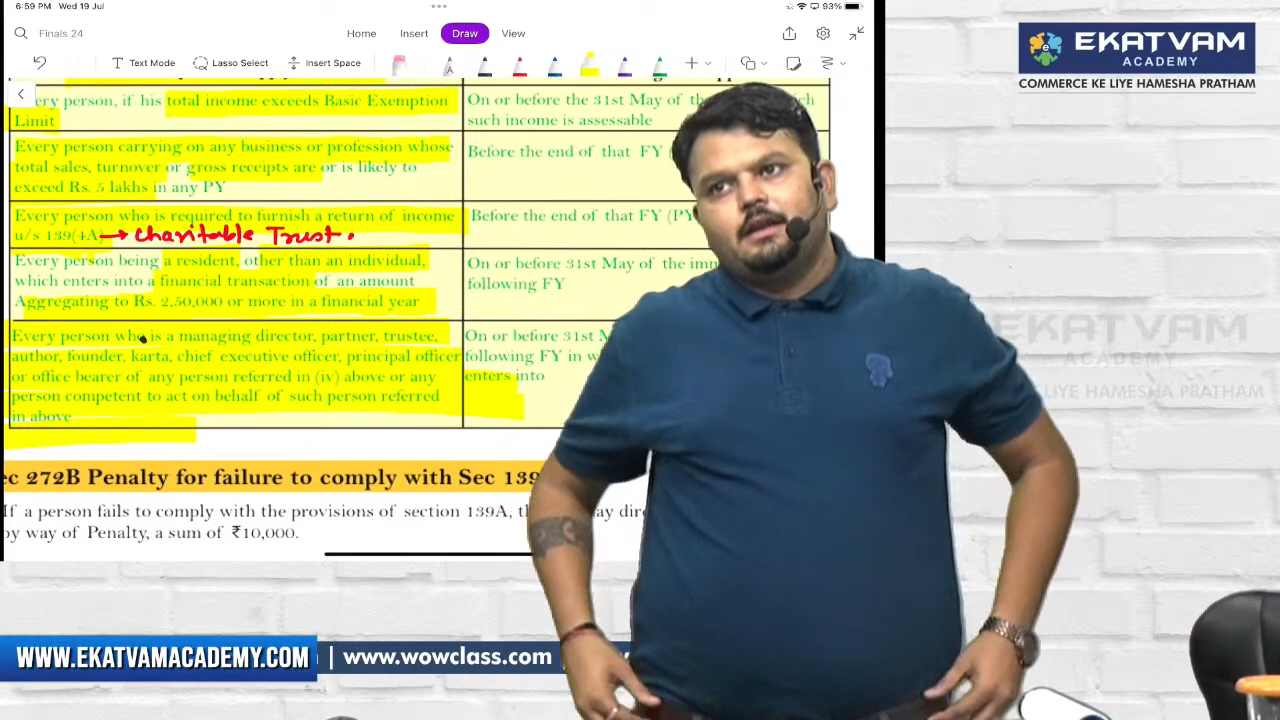 6:59 PM Wed 19 Jul
93%
Finals 24
Home Insert Draw View
Text Mode Lasso Select Insert Space
EKATVAM
ACADEMY
COMMERCE KE LIYE HAMESHA PRATHAM
ery person, if his total income exceeds Basic Exemption
Limit
On or before the 31st May of the
such income is assessable
Every person carrying on any business or profession whose
total sales, turnover or gross receipts are or is likely to
exceed Rs. 5 lakhs in any PY
Before the end of that FY
Every person who is required to furnish a return of income
u/s 139(4A) → Charitable Trust.
Before the end of that FY (PY
Every person being a resident, other than an individual,
which enters into a financial transaction of an amount
Aggregating to Rs. 2,50,000 or more in a financial year
On or before 31st May of the imm
following FY
Every person who is a managing director, partner, trustee,
author, founder, karta, chief executive officer, principal officer
or office bearer of any person referred in (iv) above or any
person competent to act on behalf of such person referred
in above
On or before 31st M
following FY in w
enters into
EKATVAM
ACADEMY
LIYE HAMESHA PRATHAM
ec 272B Penalty for failure to comply with Sec 139
If a person fails to comply with the provisions of section 139A, th ay dire
by way of Penalty, a sum of ₹10,000.
WWW.EKATVAMACADEMY.COM | www.wowclass.com